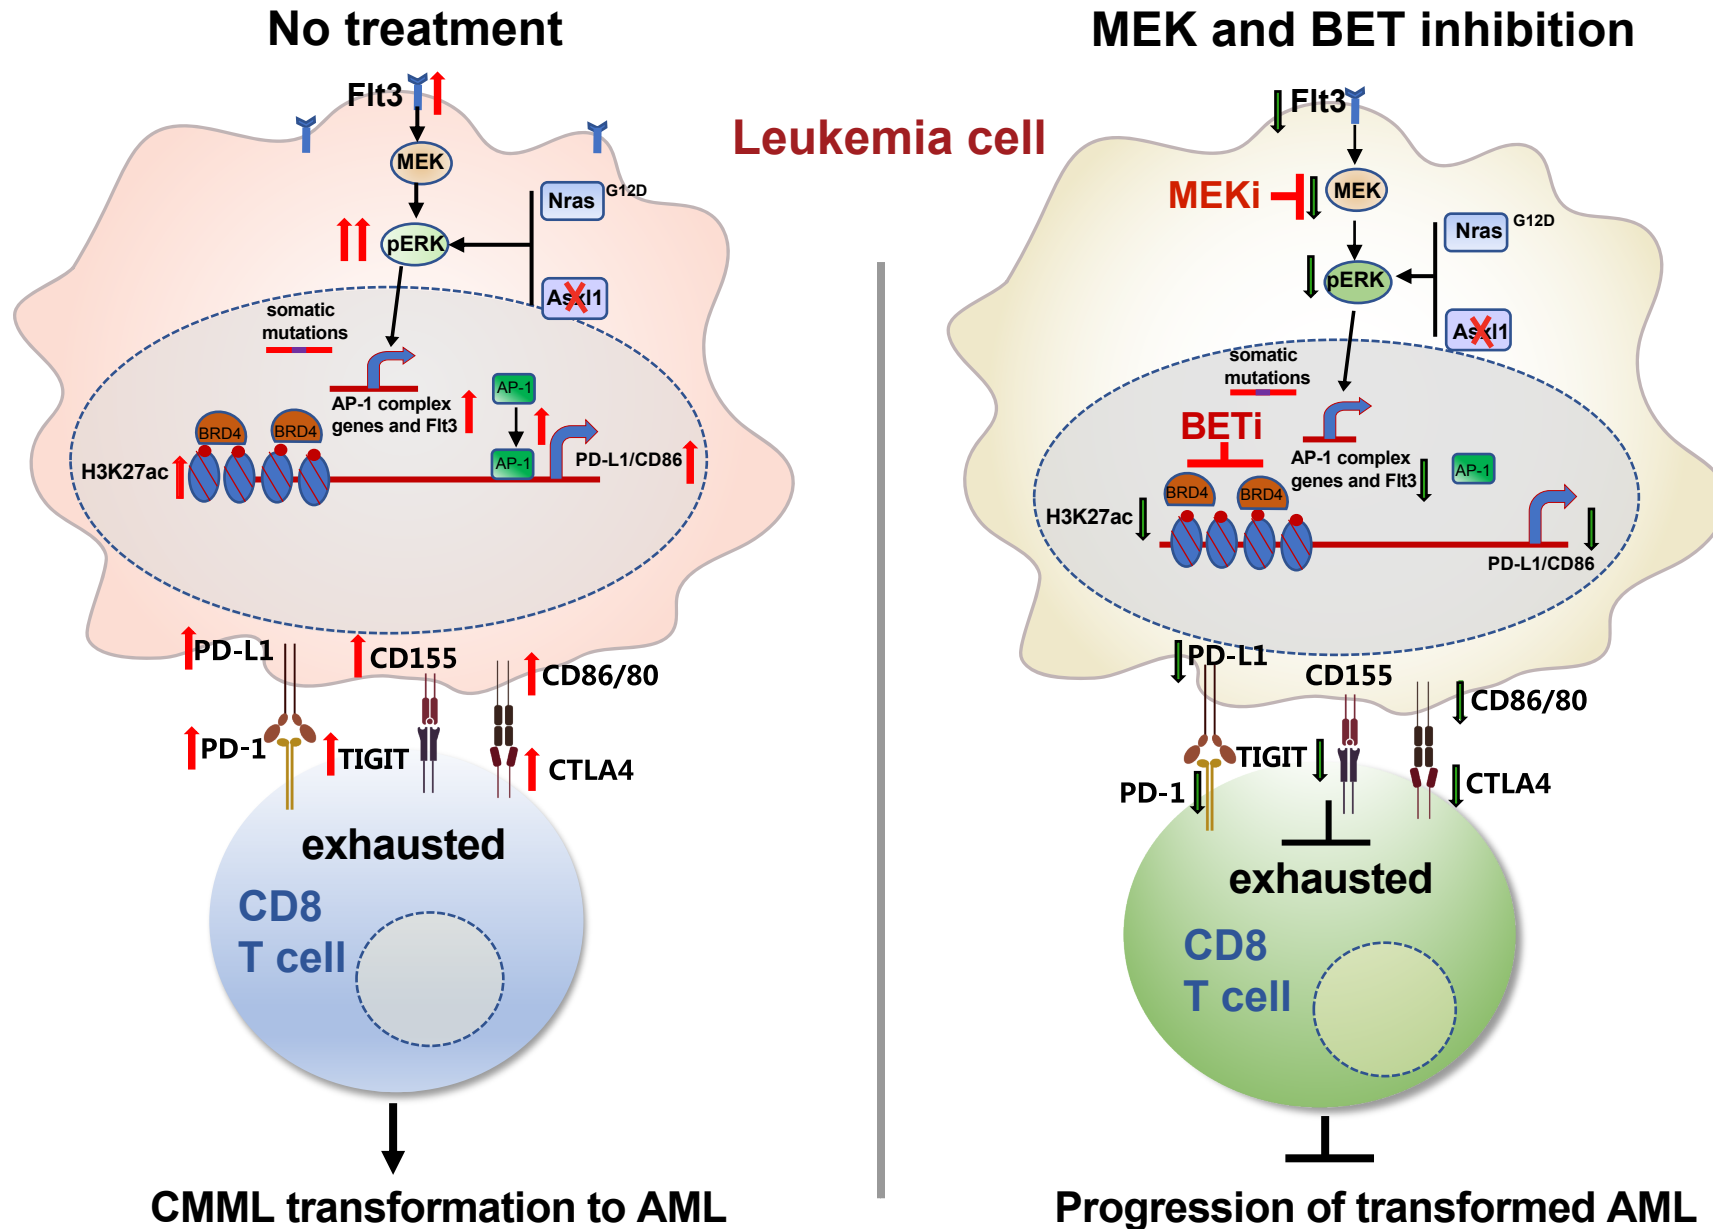 No treatment
Flt3
MEK
Nras G12D
pERK
Asxl1
somatic
mutations
AP-1 complex
genes and Flt3
AP-1
BRD4
BRD4
H3K27ac
AP-1
PD-L1/CD86
PD-L1
CD155
CD86/80
PD-1
TIGIT
CTLA4
exhausted
CD8
T cell
CMML transformation to AML
Leukemia cell
MEK and BET inhibition
Flt3
MEKi
MEK
Nras G12D
pERK
Asxl1
somatic
mutations
BETi
AP-1 complex
genes and Flt3
AP-1
BRD4
BRD4
H3K27ac
PD-L1/CD86
PD-L1
CD155
CD86/80
TIGIT
PD-1
CTLA4
exhausted
CD8
T cell
Progression of transformed AML